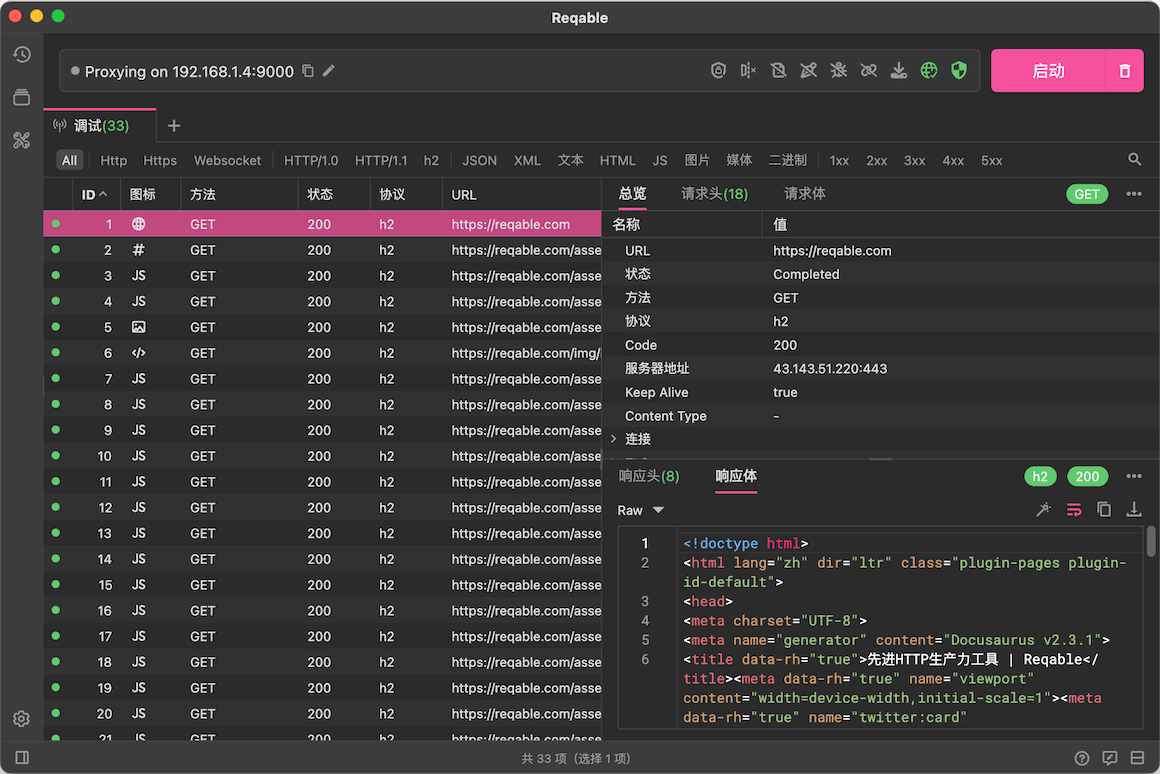 Reqable
Proxying on 192.168.1.4:9000
启动
调试(33)
All Http Https Websocket HTTP/1.0 HTTP/1.1 h2 JSON XML 文本 HTML JS 图片 媒体 二进制 1xx 2xx 3xx 4xx 5xx
ID 图标 方法 状态 协议 URL
1 GET 200 h2 https://reqable.com
2 # GET 200 h2 https://reqable.com/asse
3 JS GET 200 h2 https://reqable.com/asse
4 JS GET 200 h2 https://reqable.com/asse
5 GET 200 h2 https://reqable.com/asse
6 </> GET 200 h2 https://reqable.com/img/
7 JS GET 200 h2 https://reqable.com/asse
8 JS GET 200 h2 https://reqable.com/asse
9 JS GET 200 h2 https://reqable.com/asse
10 JS GET 200 h2 https://reqable.com/asse
11 JS GET 200 h2 https://reqable.com/asse
12 JS GET 200 h2 https://reqable.com/asse
13 JS GET 200 h2 https://reqable.com/asse
14 JS GET 200 h2 https://reqable.com/asse
15 JS GET 200 h2 https://reqable.com/asse
16 JS GET 200 h2 https://reqable.com/asse
17 JS GET 200 h2 https://reqable.com/asse
18 JS GET 200 h2 https://reqable.com/asse
19 JS GET 200 h2 https://reqable.com/asse
20 JS GET 200 h2 https://reqable.com/asse
21 JS GET 200 h2 https://reqable.com/asse
总览 请求头(18) 请求体 GET
名称 值
URL https://reqable.com
状态 Completed
方法 GET
协议 h2
Code 200
服务器地址 43.143.51.220:443
Keep Alive true
Content Type -
连接
响应头(8) 响应体 h2 200
Raw
1 <!doctype html>
2 <html lang="zh" dir="ltr" class="plugin-pages plugin-
id-default">
3 <head>
4 <meta charset="UTF-8">
5 <meta name="generator" content="Docusaurus v2.3.1">
6 <title data-rh="true">先进HTTP生产力工具 | Reqable</
title><meta data-rh="true" name="viewport"
content="width=device-width,initial-scale=1"><meta
data-rh="true" name="twitter:card"
共 33 项（选择 1 项）